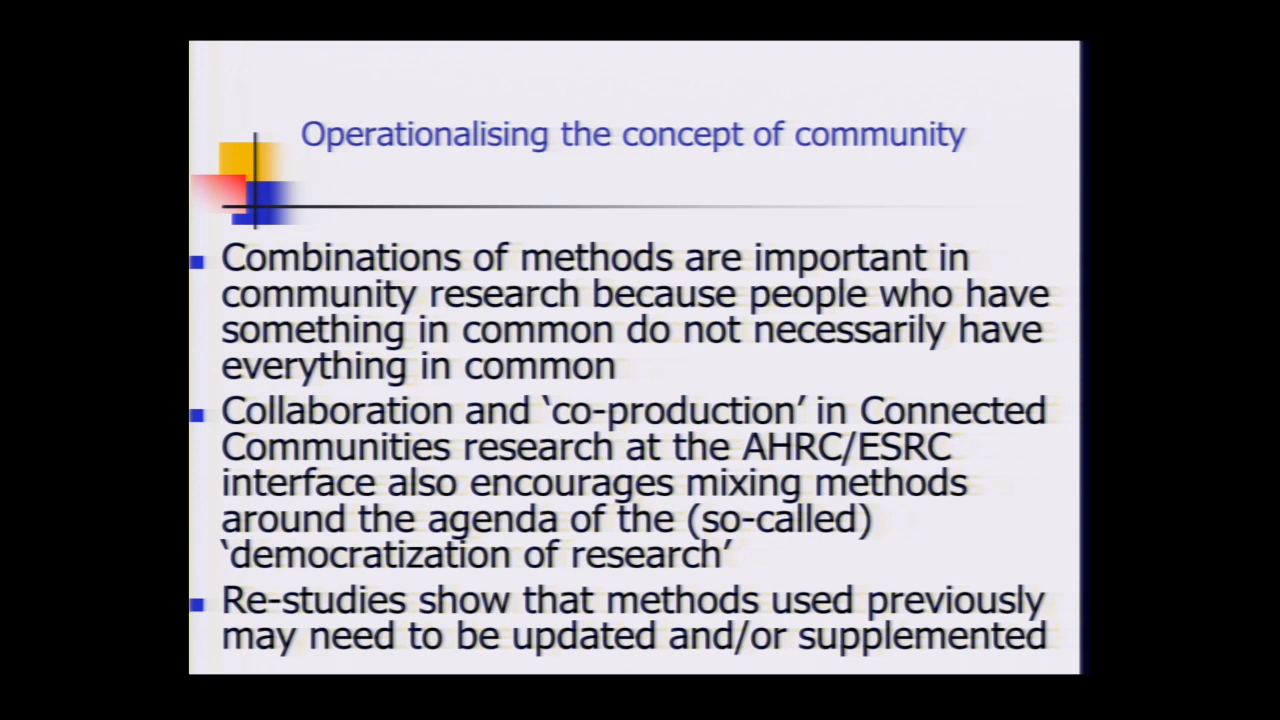 Operationalising the concept of community
Combinations of methods are important in
community research because people who have
something in common do not necessarily have
everything in common
Collaboration and ‘co-production’ in Connected
Communities research at the AHRC/ESRC
interface also encourages mixing methods
around the agenda of the (so-called)
‘democratization of research’
Re-studies show that methods used previously
may need to be updated and/or supplemented